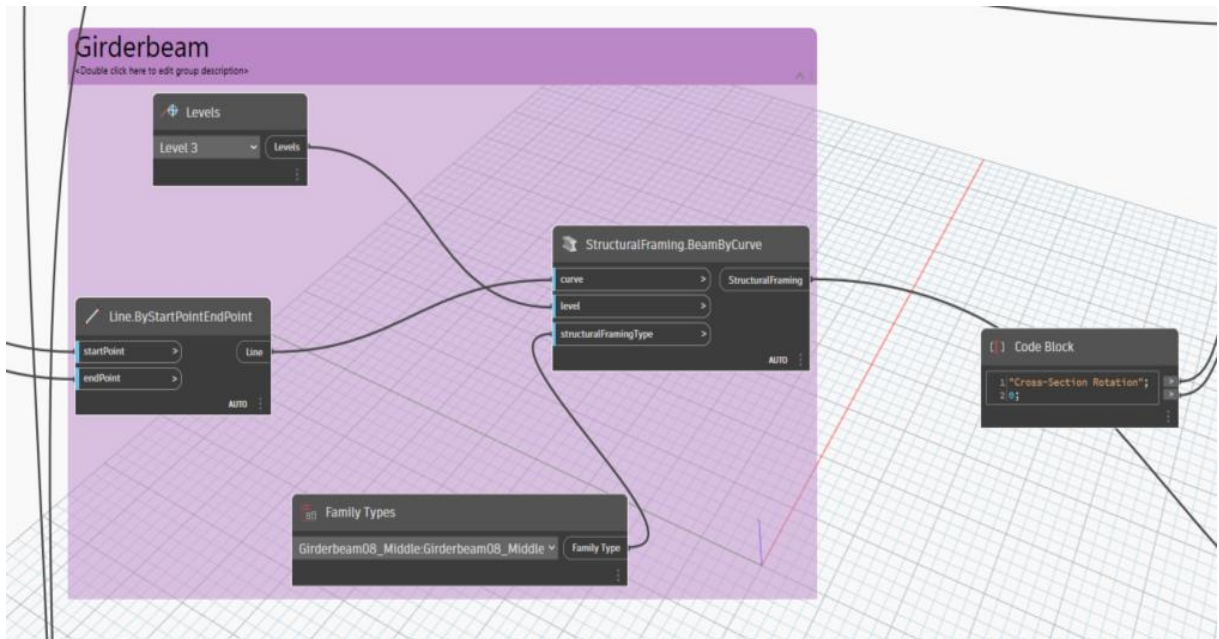 Girderbeam
<Double click here to edit group description>
Levels
Level 3
Levels
StructuralFraming.BeamByCurve
curve
>
StructuralFraming
level
>
structuralFramingType
>
AUTO
Line.ByStartPointEndPoint
startPoint
>
Line
endPoint
>
AUTO
Code Block
1 "Cross-Section Rotation"; >
2 0; >
Family Types
Girderbeam08_Middle:Girderbeam08_Middle
Family Type